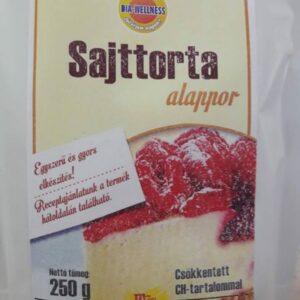 DIA-WELLNESS
Sajttorta
alappor
Egyszerű és gyors
elkészítés!
Receptajánlatunk a termék
hátoldalán található.
Nettó tömeg:
250 g
Csökkentett
CH-tartalommal